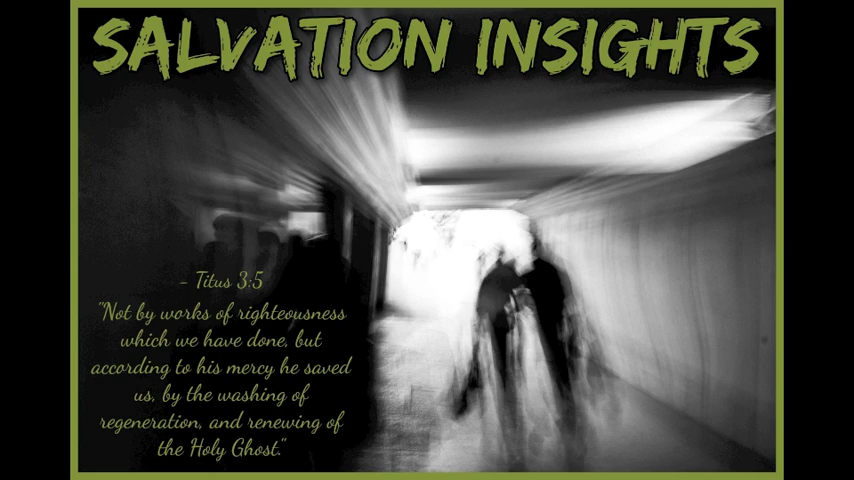 SALVATION INSIGHTS
- Titus 3:5
"Not by works of righteousness
which we have done, but
according to his mercy he saved
us, by the washing of
regeneration, and renewing of
the Holy Ghost."